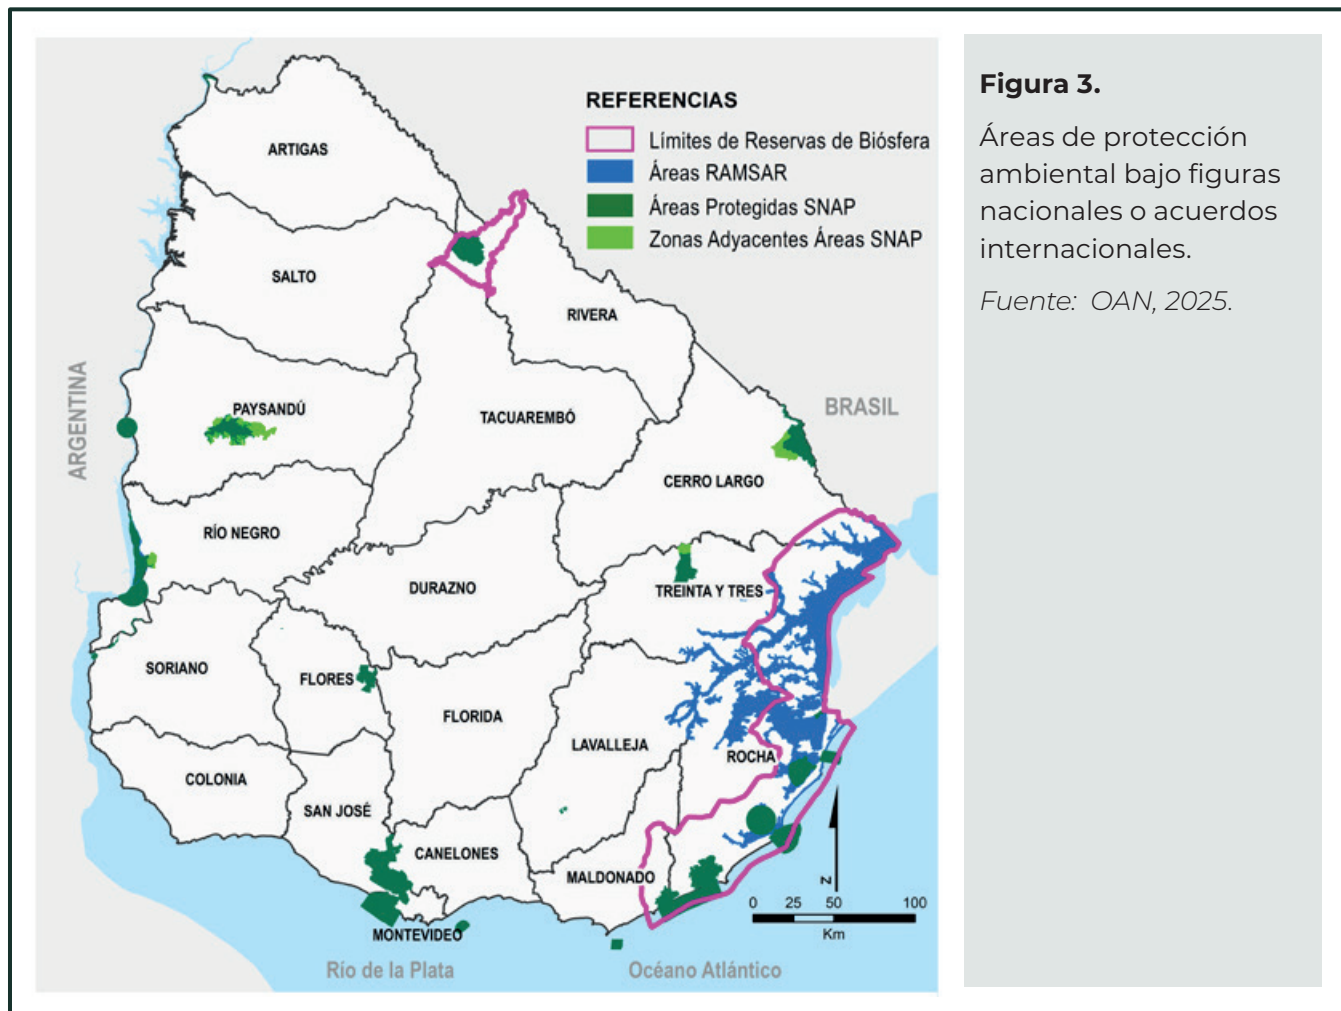 REFERENCIAS
Límites de Reservas de Biósfera
Áreas RAMSAR
Áreas Protegidas SNAP
Zonas Adyacentes Áreas SNAP
ARTIGAS
SALTO
RIVERA
PAYSANDÚ
TACUAREMBÓ
ARGENTINA
BRASIL
CERRO LARGO
RÍO NEGRO
DURAZNO
TREINTA Y TRES
SORIANO
FLORES
FLORIDA
LAVALLEJA
ROCHA
COLONIA
SAN JOSÉ
CANELONES
MALDONADO
MONTEVIDEO
Río de la Plata
Océano Atlántico
N
0 25 50 100
Km
Figura 3.
Áreas de protección
ambiental bajo figuras
nacionales o acuerdos
internacionales.
Fuente: OAN, 2025.